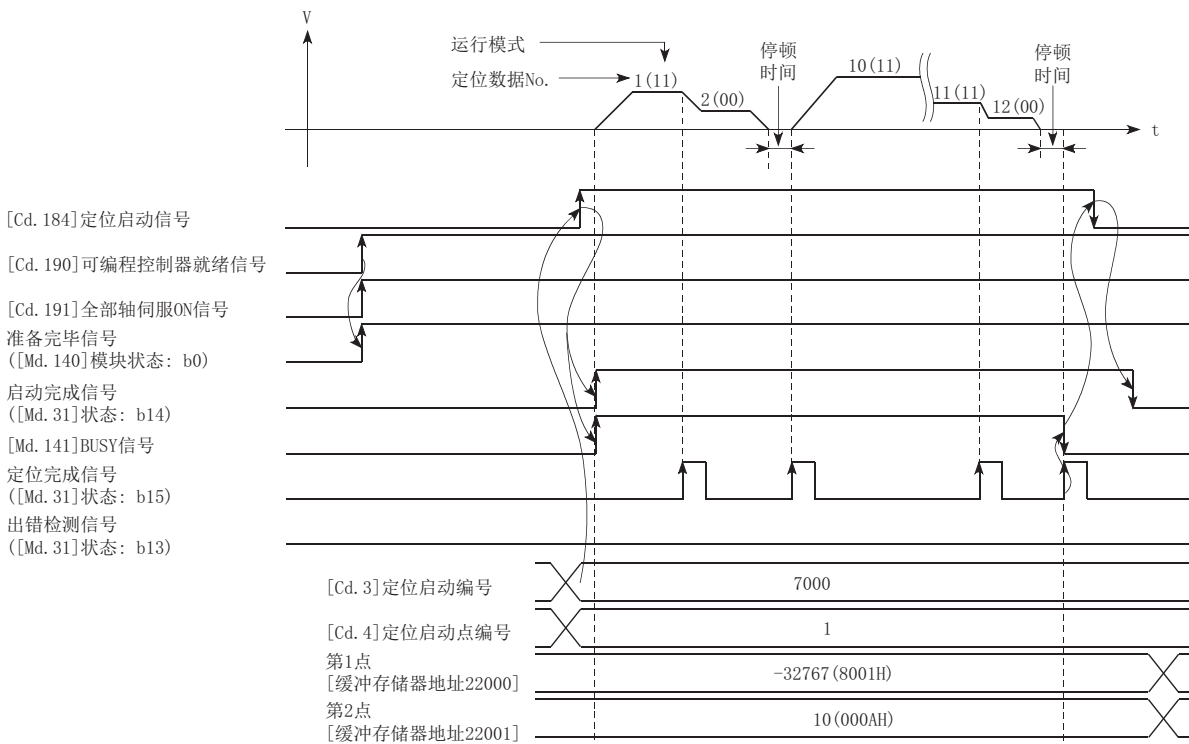 V
运行模式
定位数据No.
1(11)
2(00)
停顿
时间
10(11)
11(11)
12(00)
停顿
时间
t
[Cd.184]定位启动信号
[Cd.190]可编程控制器就绪信号
[Cd.191]全部轴伺服ON信号
准备完毕信号
([Md.140]模块状态: b0)
启动完成信号
([Md.31]状态: b14)
[Md.141]BUSY信号
定位完成信号
([Md.31]状态: b15)
出错检测信号
([Md.31]状态: b13)
[Cd.3]定位启动编号
7000
[Cd.4]定位启动点编号
1
第1点
[缓冲存储器地址22000]
-32767(8001H)
第2点
[缓冲存储器地址22001]
10(000AH)